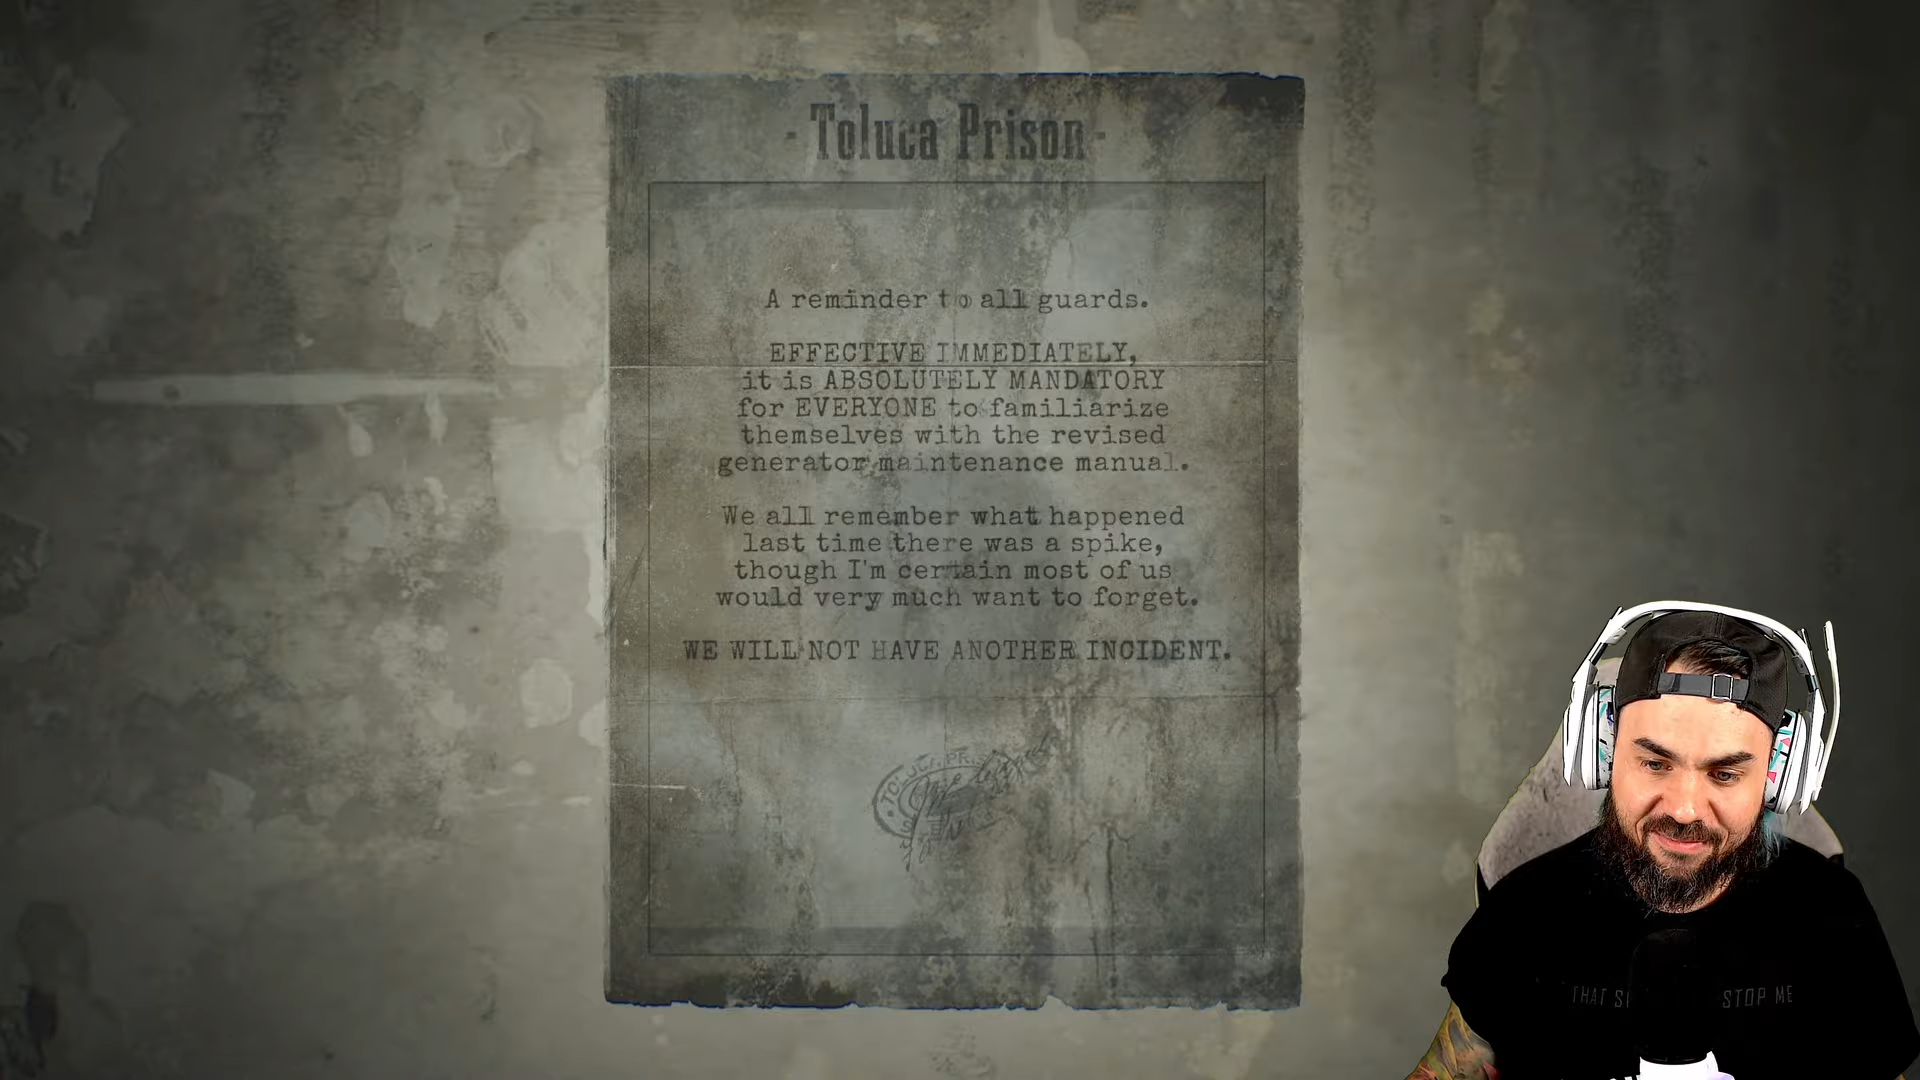 - Toluca Prison -
A reminder to all guards.
EFFECTIVE IMMEDIATELY,
it is ABSOLUTELY MANDATORY
for EVERYONE to familiarize
themselves with the revised
generator maintenance manual.
We all remember what happened
last time there was a spike,
though I'm certain most of us
would very much want to forget.
WE WILL NOT HAVE ANOTHER INCIDENT.
TOLUCA PR
THAT STOP ME